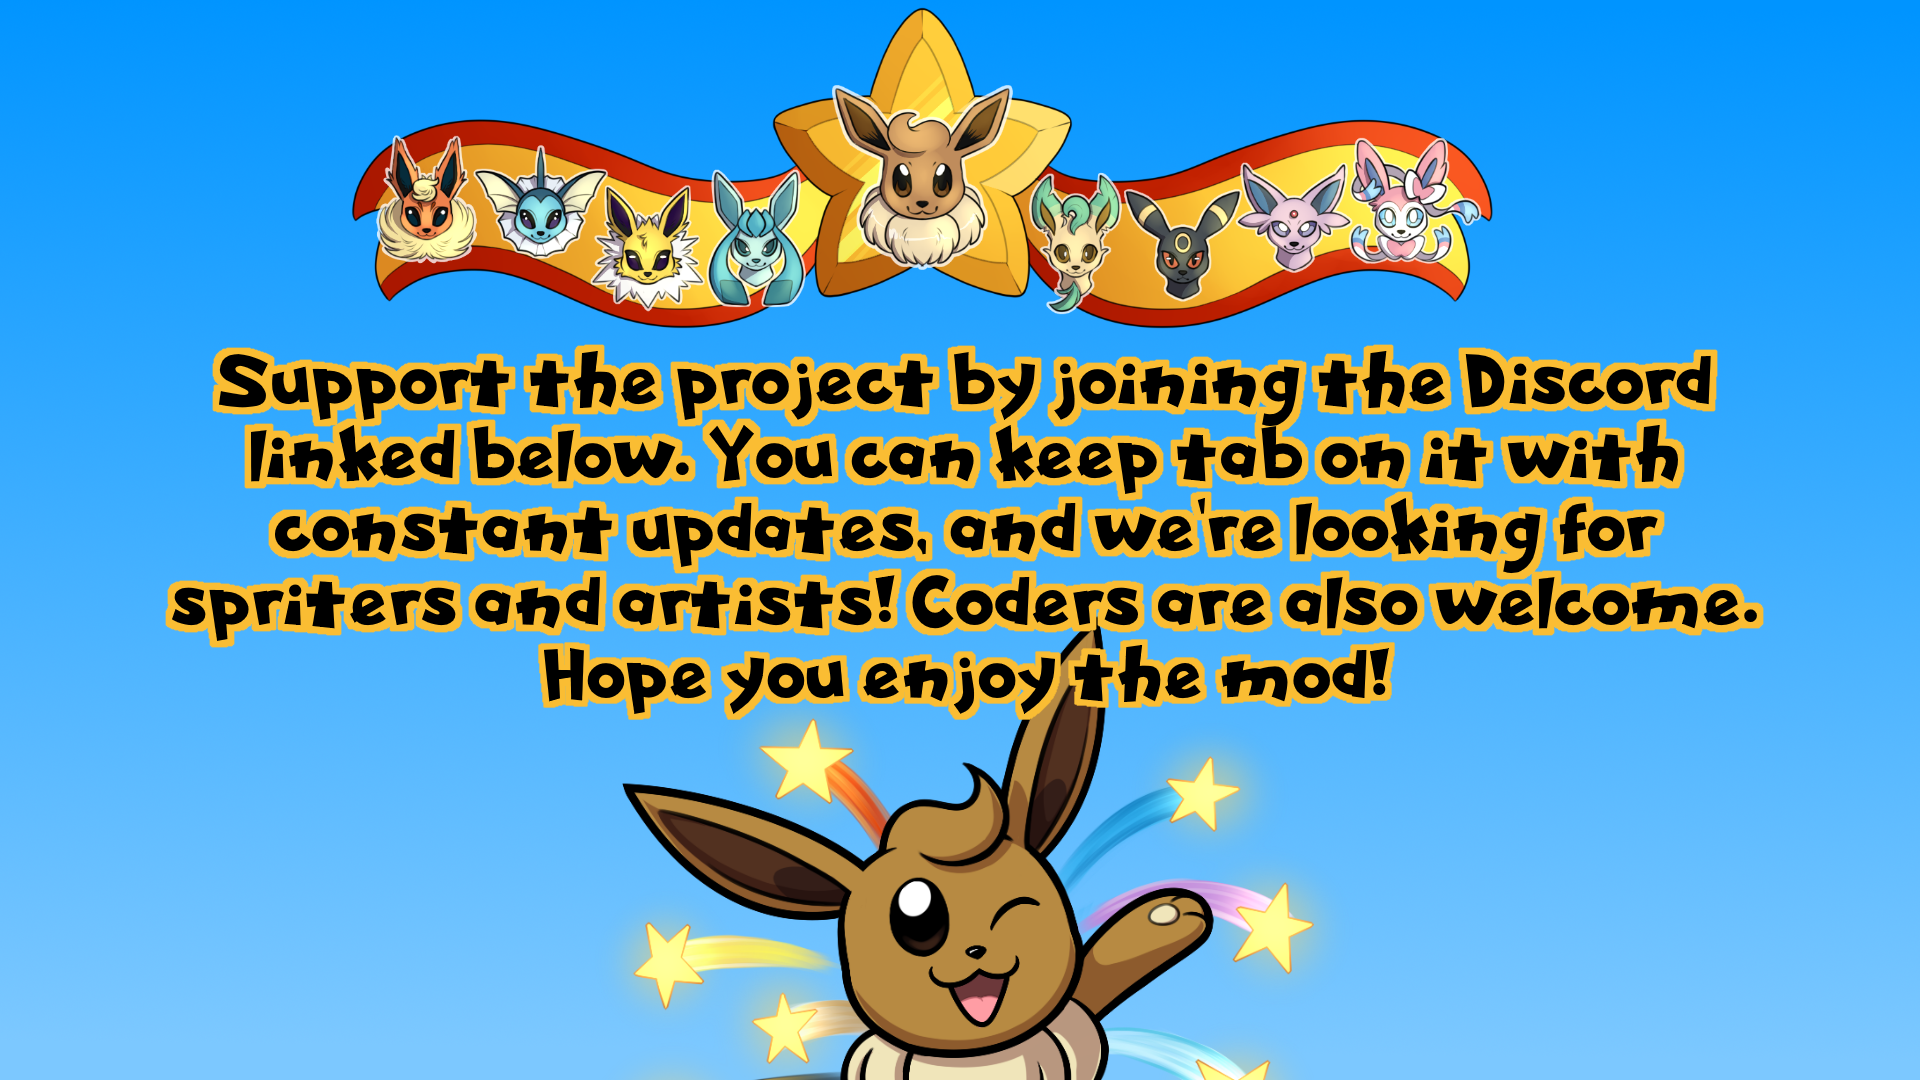 Support the project by joining the Discord
linked below. You can keep tab on it with
constant updates, and we're looking for
spriters and artists! Coders are also welcome.
Hope you enjoy the mod!